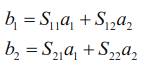 b₁ = S₁₁a₁ + S₁₂a₂
b₂ = S₂₁a₁ + S₂₂a₂